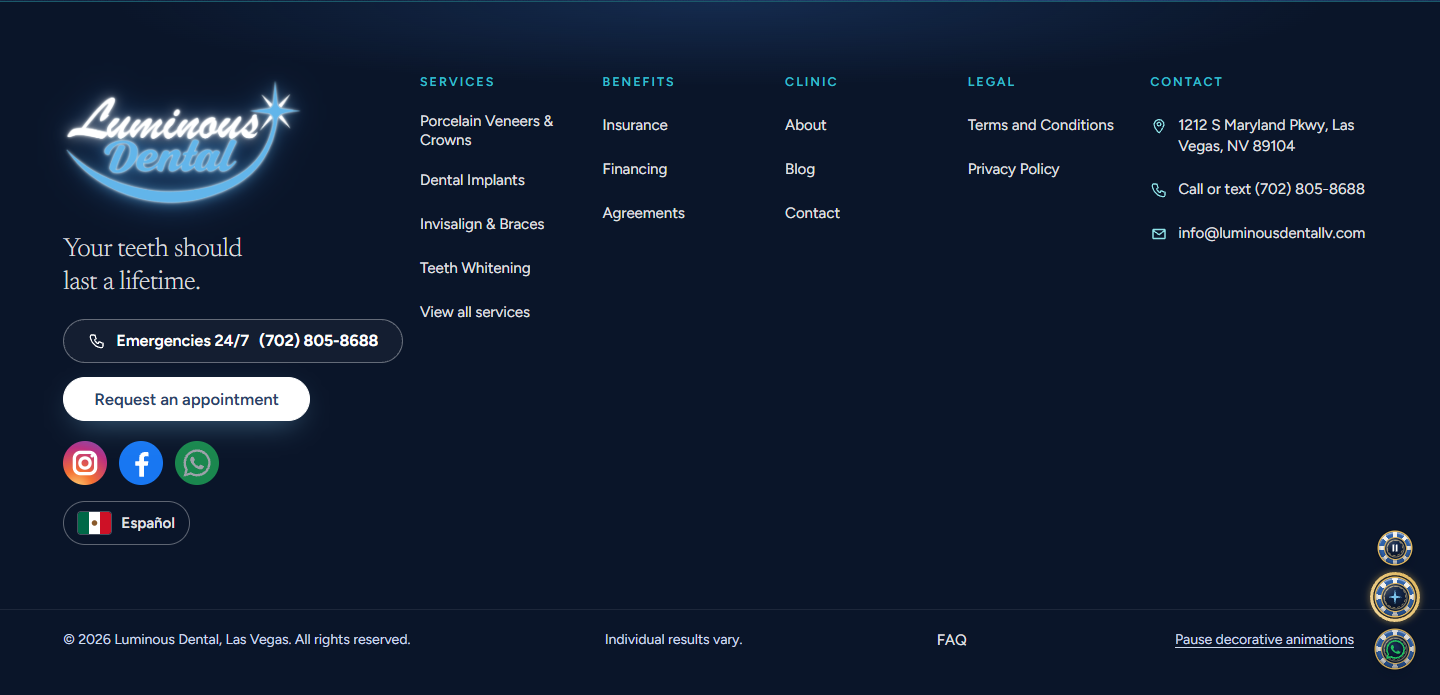 Luminous
Dental
Your teeth should
last a lifetime.
Emergencies 24/7 (702) 805-8688
Request an appointment
Español
SERVICES
Porcelain Veneers &
Crowns
Dental Implants
Invisalign & Braces
Teeth Whitening
View all services
BENEFITS
Insurance
Financing
Agreements
CLINIC
About
Blog
Contact
LEGAL
Terms and Conditions
Privacy Policy
CONTACT
1212 S Maryland Pkwy, Las
Vegas, NV 89104
Call or text (702) 805-8688
info@luminousdentallv.com
© 2026 Luminous Dental, Las Vegas. All rights reserved.
Individual results vary.
FAQ
Pause decorative animations